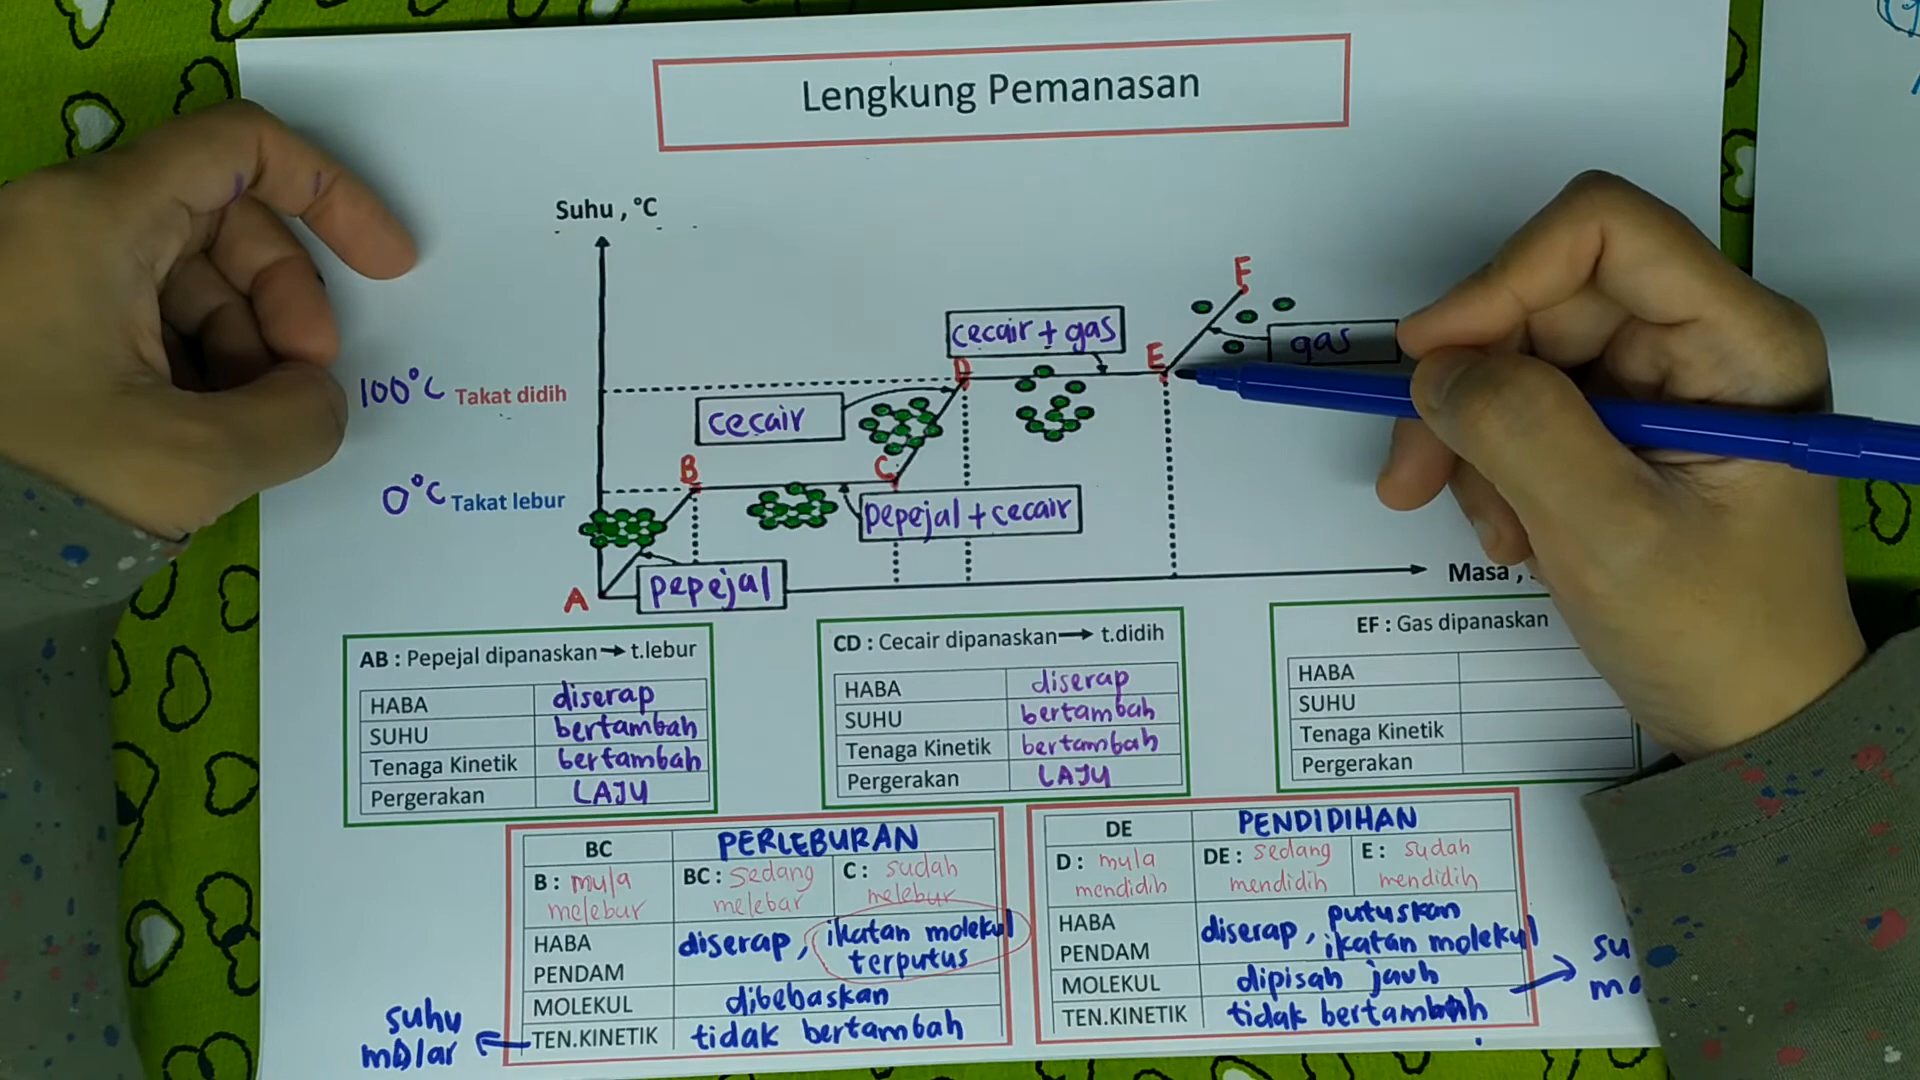 Lengkung Pemanasan
Suhu , °C
F
cecair + gas
E
gas
D
100°C Takat didih
cecair
B
C
0°C Takat lebur
pepejal + cecair
pepejal
A
Masa ,
AB : Pepejal dipanaskan → t.lebur
HABA diserap
SUHU bertambah
Tenaga Kinetik bertambah
Pergerakan LAJU
CD : Cecair dipanaskan → t.didih
HABA diserap
SUHU bertambah
Tenaga Kinetik bertambah
Pergerakan LAJU
EF : Gas dipanaskan
HABA
SUHU
Tenaga Kinetik
Pergerakan
BC PERLEBURAN
B : mula melebur
BC : sedang melebar
C : sudah melebur
HABA PENDAM diserap, ikatan molekul terputus
MOLEKUL dibebaskan
TEN.KINETIK tidak bertambah
suhu
molar
DE PENDIDIHAN
D : mula mendidih
DE : sedang mendidih
E : sudah mendidih
HABA PENDAM diserap, putuskan ikatan molekul
MOLEKUL dipisah jauh
TEN.KINETIK tidak bertambah